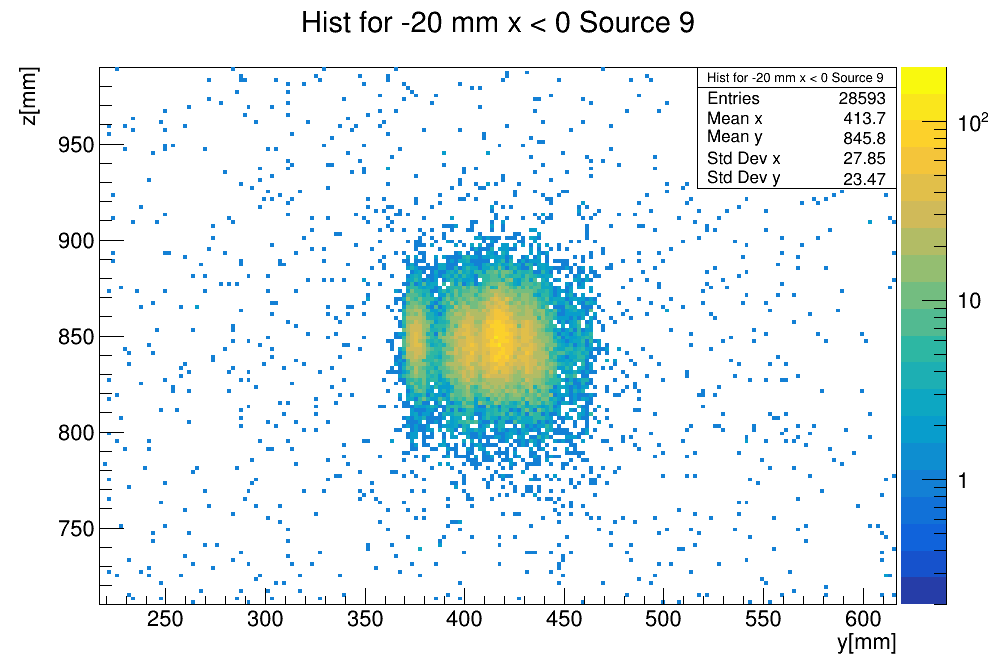 Hist for -20 mm x < 0 Source 9
z[mm]
Hist for -20 mm x < 0 Source 9
Entries 28593
Mean x 413.7
Mean y 845.8
Std Dev x 27.85
Std Dev y 23.47
950
900
850
800
750
10²
10
1
250 300 350 400 450 500 550 600
y[mm]